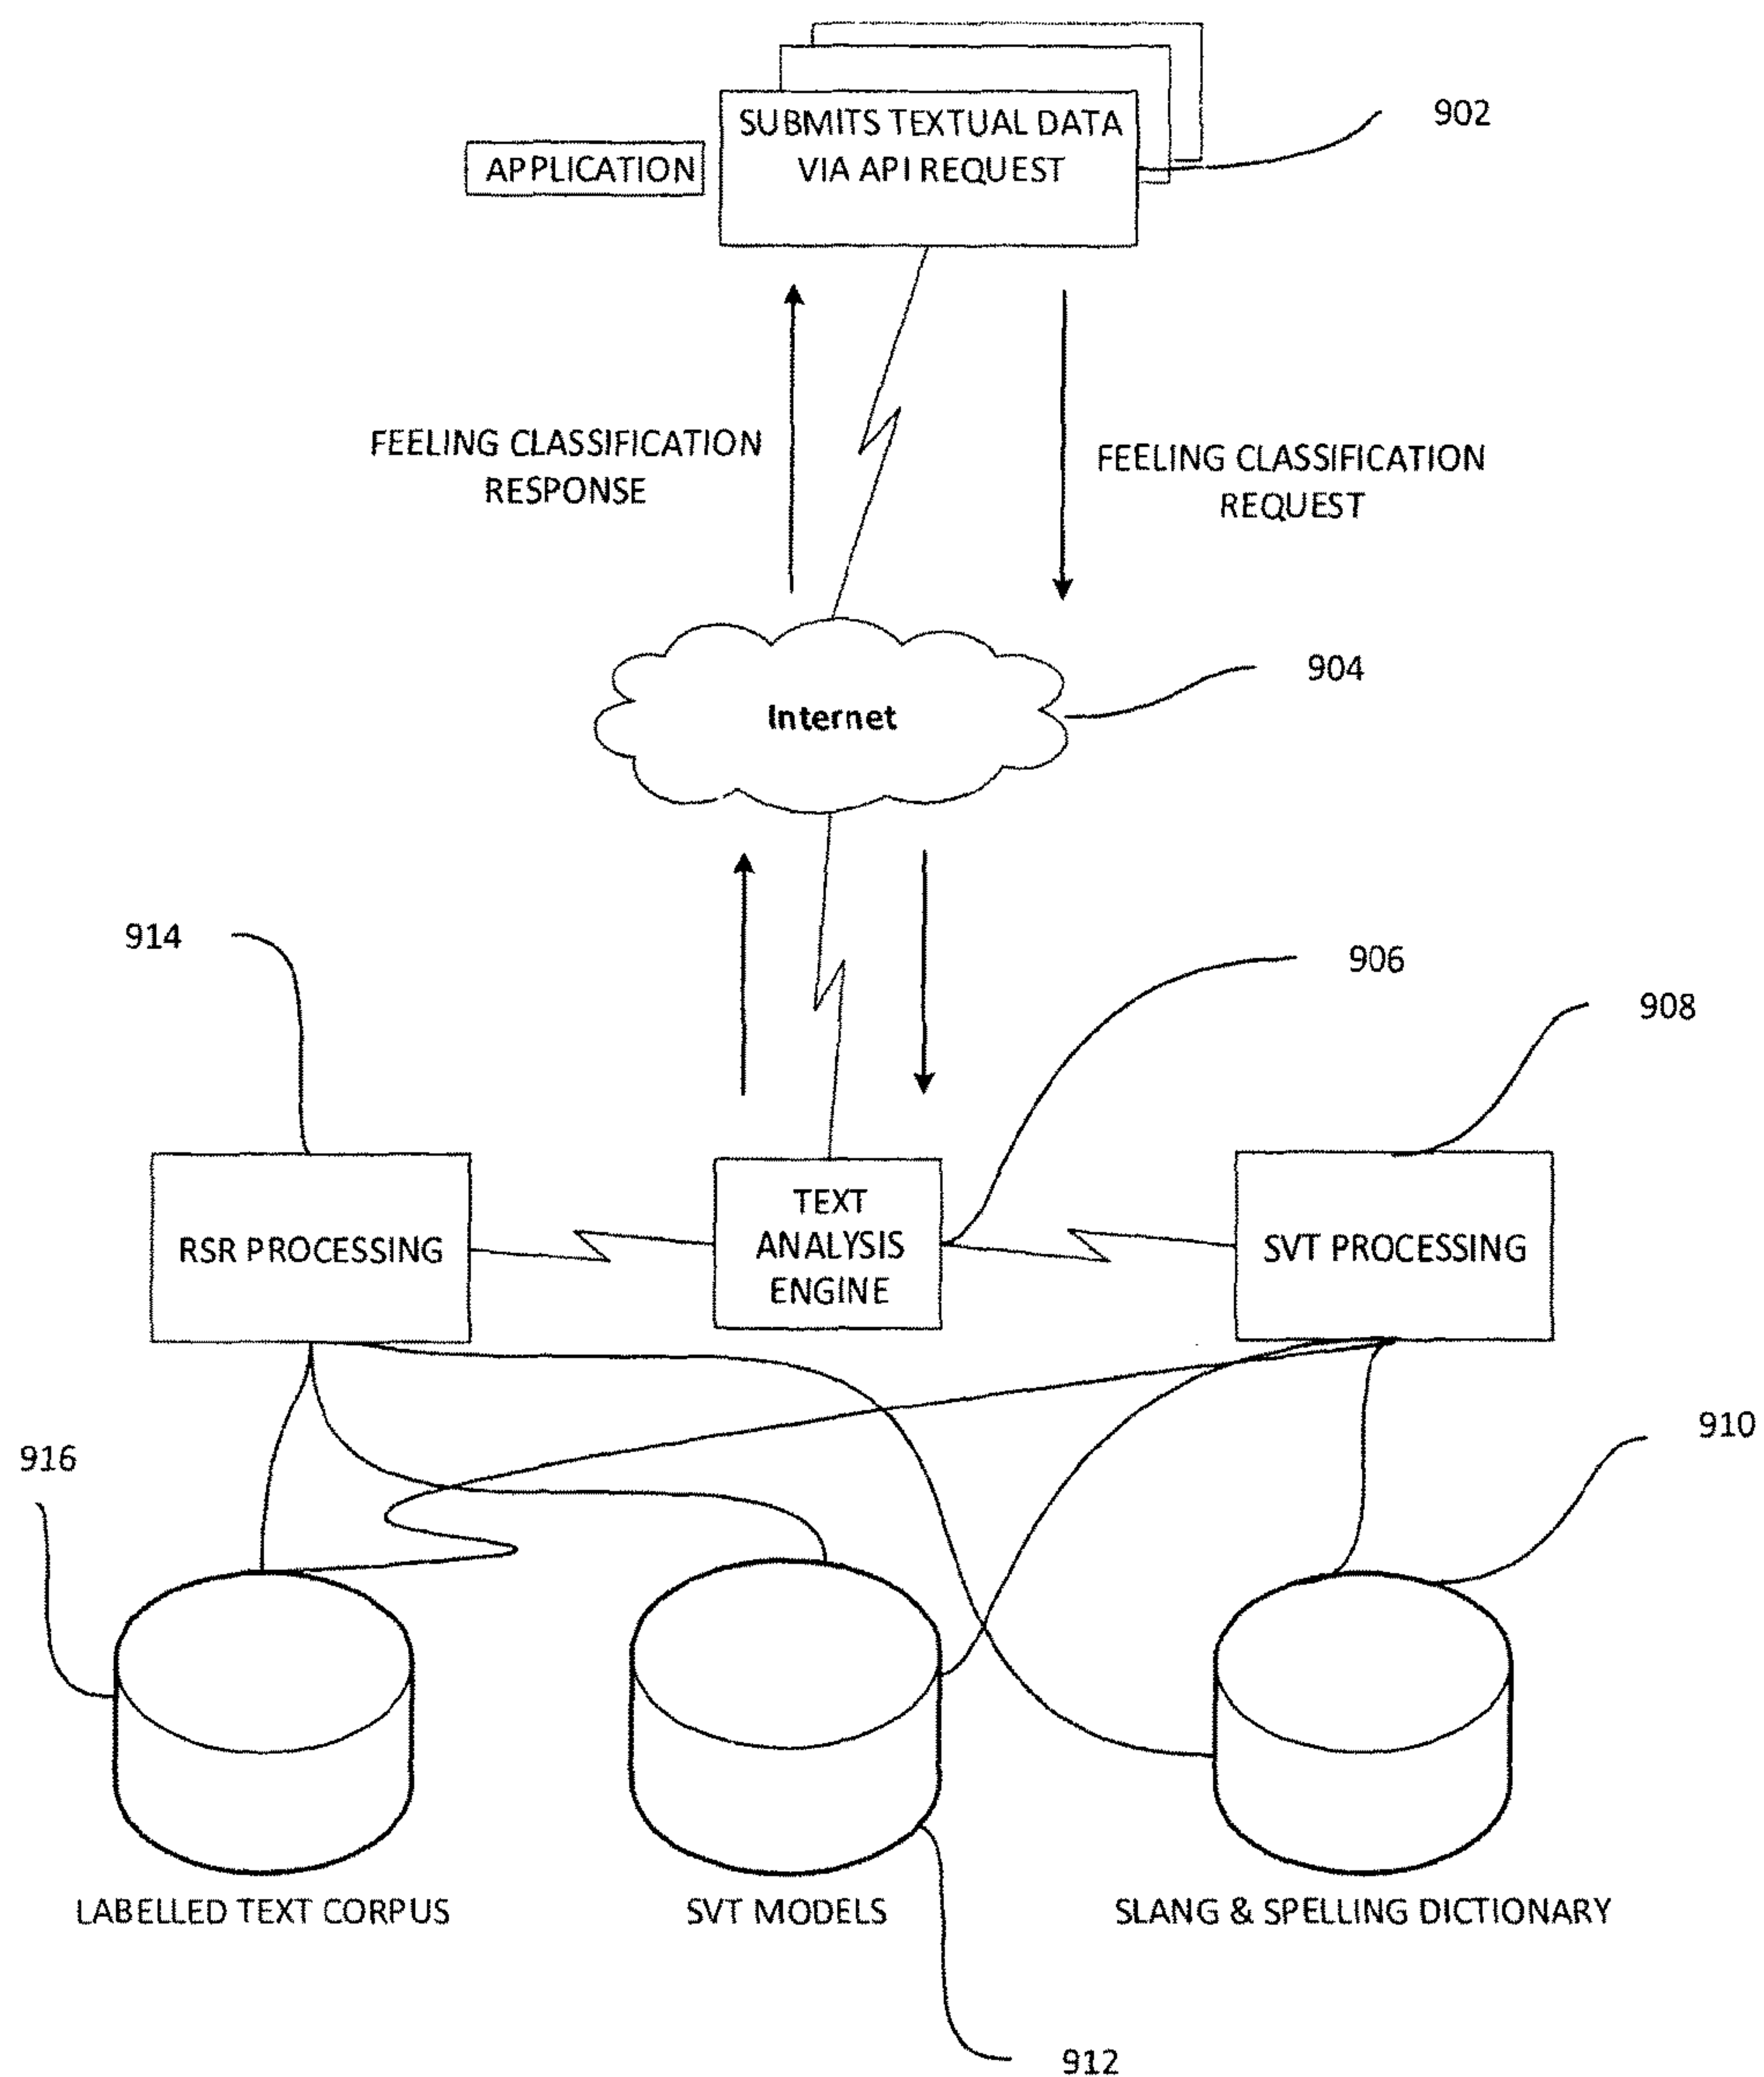 SUBMITS TEXTUAL DATA
VIA API REQUEST
902
APPLICATION
FEELING CLASSIFICATION
RESPONSE
FEELING CLASSIFICATION
REQUEST
904
Internet
914
906
908
RSR PROCESSING
TEXT
ANALYSIS
ENGINE
SVT PROCESSING
916
910
LABELLED TEXT CORPUS
SVT MODELS
SLANG & SPELLING DICTIONARY
912